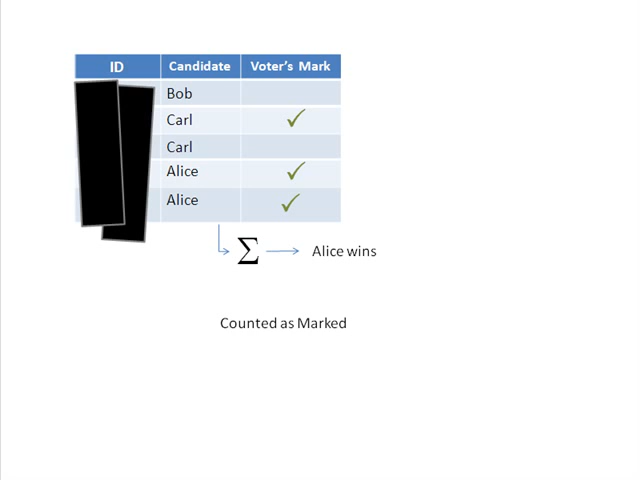 ID Candidate Voter's Mark
Bob
Carl ✓
Carl
Alice ✓
Alice ✓
Σ Alice wins
Counted as Marked